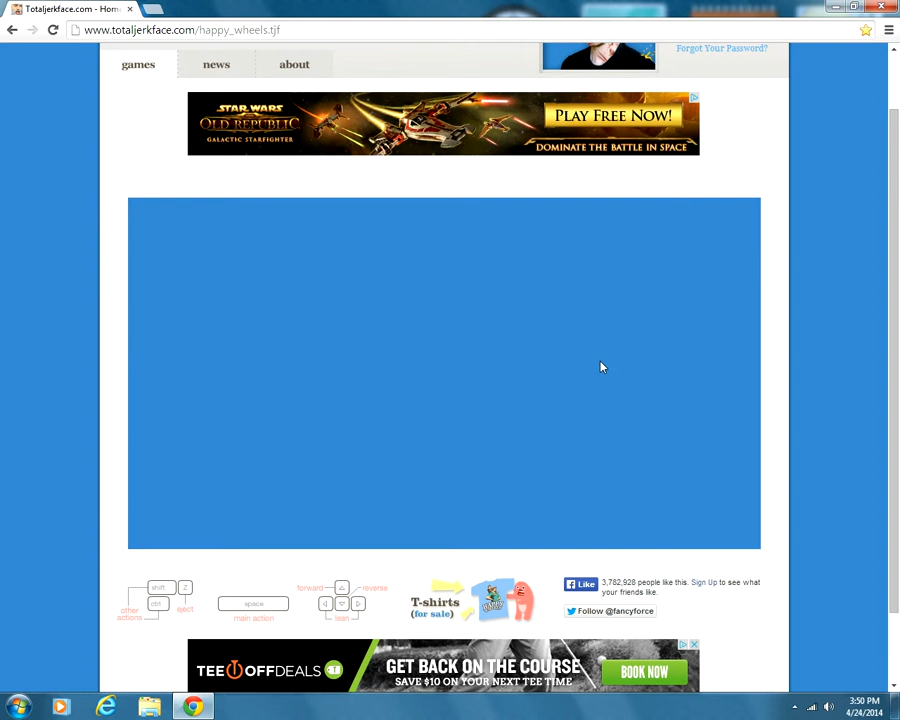 Totaljerkface.com - Hom
www.totaljerkface.com/happy_wheels.tjf
Forgot Your Password?
games
news
about
STAR WARS
THE
OLD REPUBLIC
GALACTIC STARFIGHTER
PLAY FREE NOW!
DOMINATE THE BATTLE IN SPACE
shift
Z
ctrl
other
actions
eject
space
main action
forward
reverse
lean
T-shirts
(for sale)
Like
3,782,928 people like this. Sign Up to see what
your friends like.
Follow @fancyforce
TEE OFF DEALS
GET BACK ON THE COURSE
SAVE $10 ON YOUR NEXT TEE TIME
BOOK NOW
3:50 PM
4/24/2014